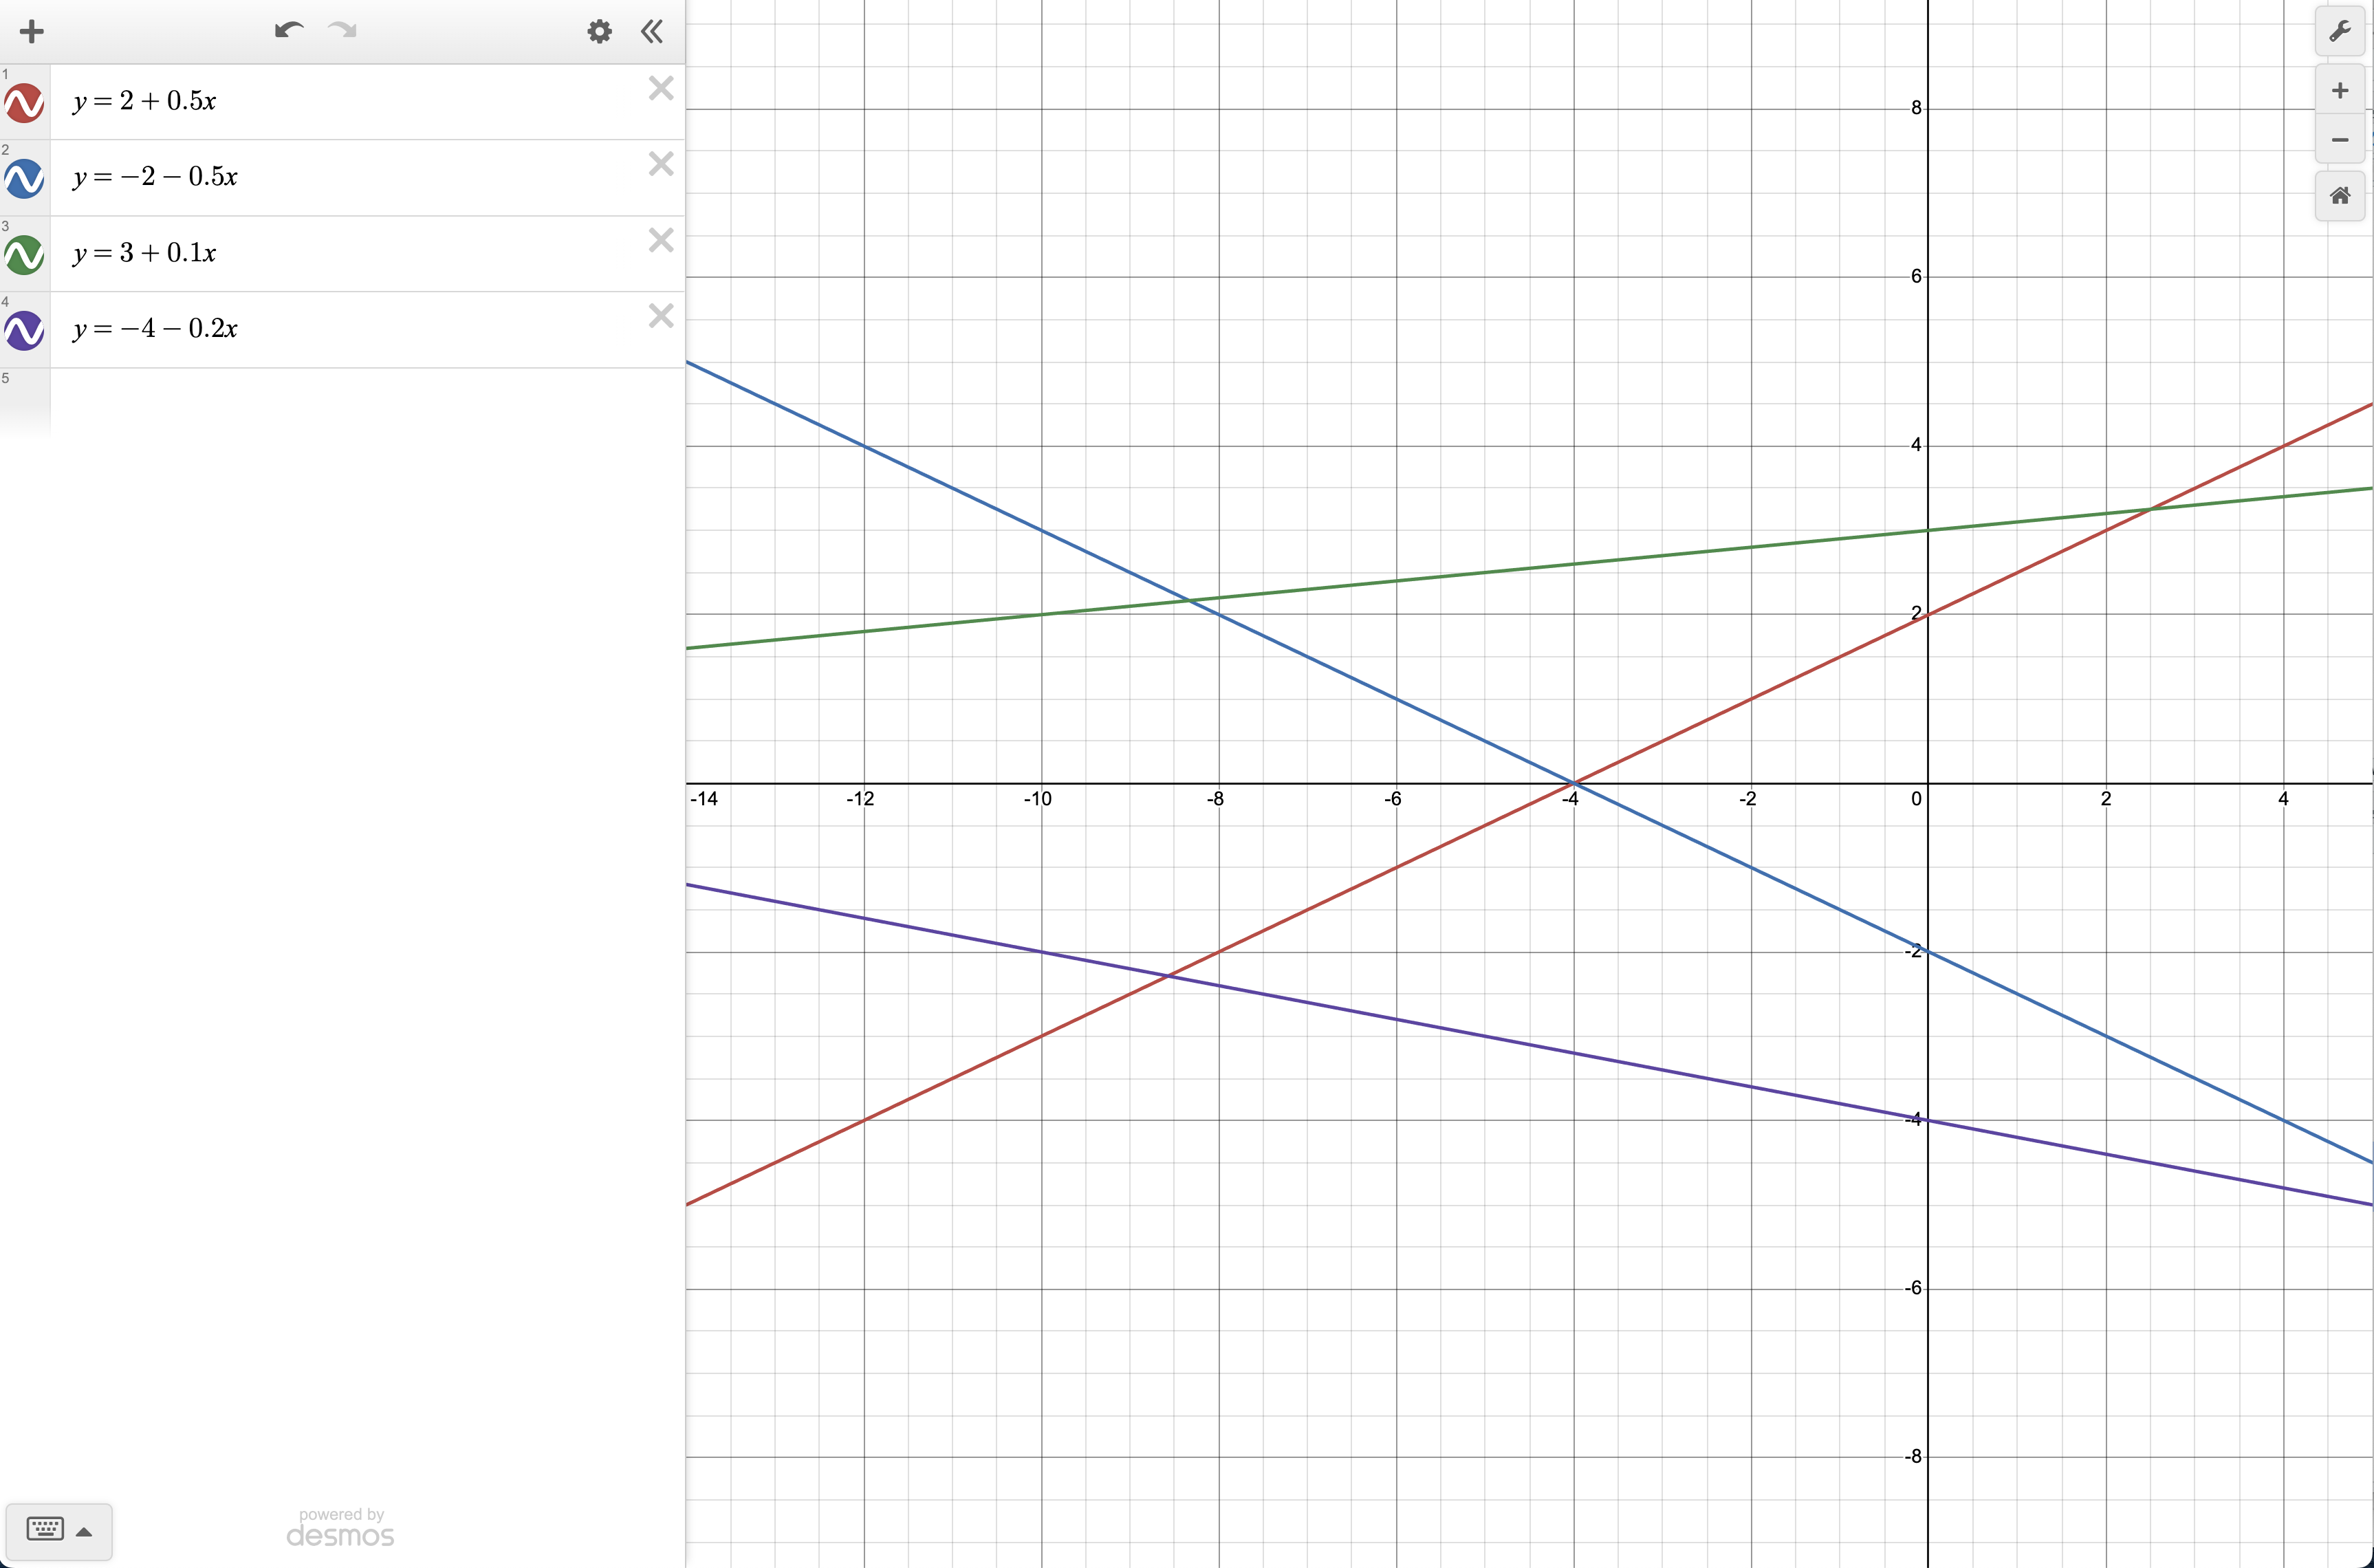 1
y = 2 + 0.5x
2
y = −2 − 0.5x
3
y = 3 + 0.1x
4
y = −4 − 0.2x
5
powered by
desmos
8
6
4
2
-14 -12 -10 -8 -6 -4 -2 0 2 4
-2
-4
-6
-8